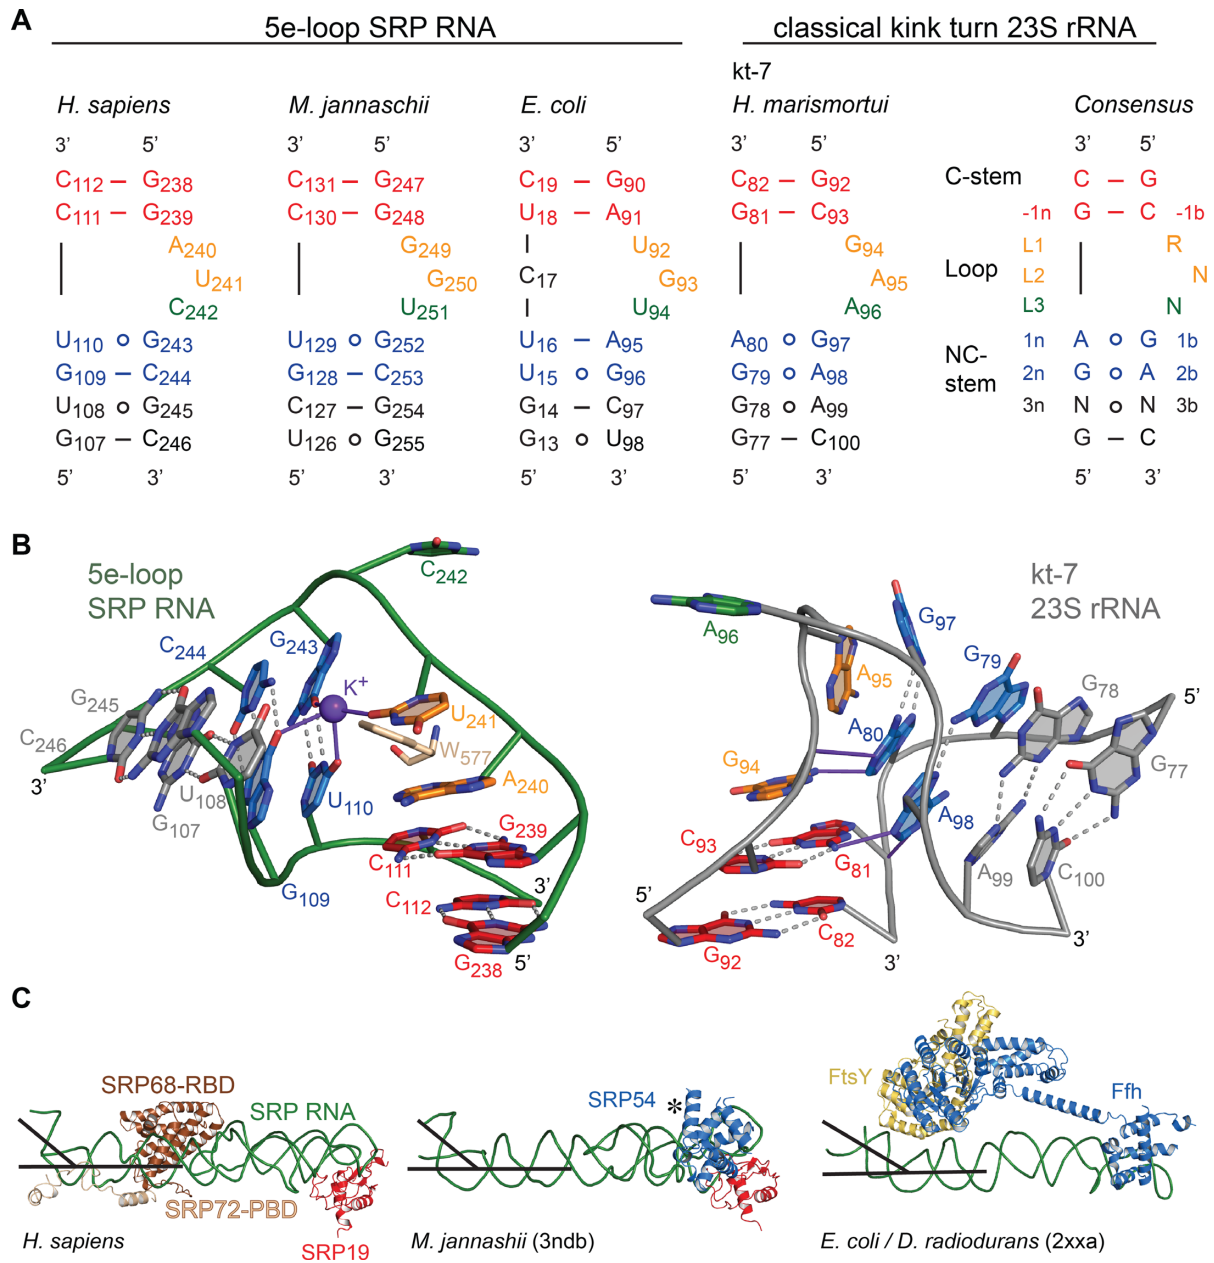 A
5e-loop SRP RNA classical kink turn 23S rRNA
kt-7
H. sapiens M. jannaschii E. coli H. marismortui Consensus
3’ 5’ 3’ 5’ 3’ 5’ 3’ 5’ 3’ 5’
C112 – G238 C131 – G247 C19 – G90 C82 – G92 C-stem C – G
C111 – G239 C130 – G248 U18 – A91 G81 – C93 -1n G – C -1b
A240 G249 U92 G94 L1 R
U241 G250 C17 G93 A95 Loop L2 N
C242 U251 U94 A96 L3 N
U110 o G243 U129 o G252 U16 – A95 A80 o G97 NC- 1n A o G 1b
G109 – C244 G128 – C253 U15 o G96 G79 o A98 stem 2n G o A 2b
U108 o G245 C127 – G254 G14 – C97 G78 o A99 3n N o N 3b
G107 – C246 U126 o G255 G13 o U98 G77 – C100 G – C
5’ 3’ 5’ 3’ 5’ 3’ 5’ 3’ 5’ 3’
B
5e-loop
SRP RNA
C242
C244
G243
K+
G245
U241
C246
W577
3’
U108
A240
G107
U110
G239
C111
G109
C112
3’
G238
5’
kt-7
23S rRNA
A96
G97
G79
A95
G78
5’
A80
G94
G77
C93
A98
G81
A99
C100
5’
C82
3’
G92
3’
C
SRP68-RBD
SRP RNA
SRP72-PBD
SRP19
H. sapiens
SRP54
*
M. jannashii (3ndb)
FtsY
Ffh
E. coli / D. radiodurans (2xxa)